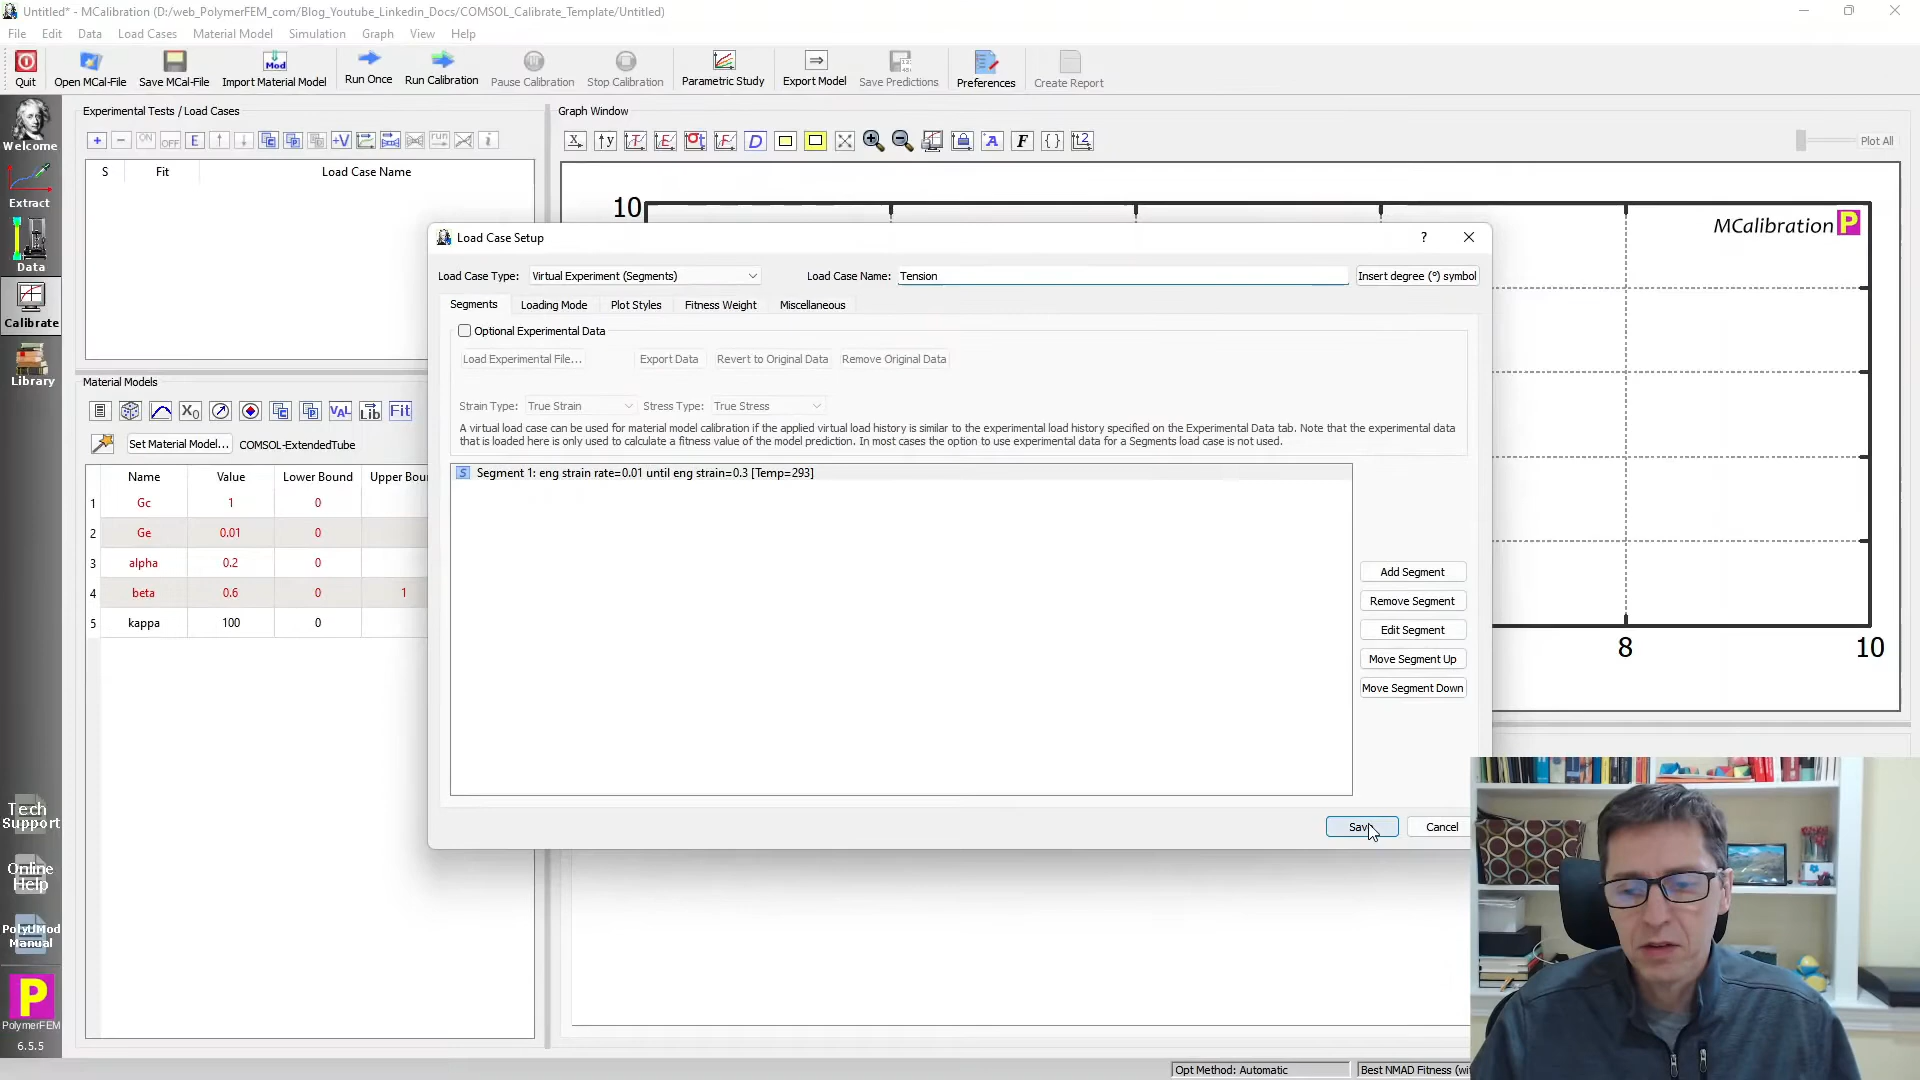 Untitled* - MCalibration (D:/web_PolymerFEM_com/Blog_Youtube_Linkedin_Docs/COMSOL_Calibrate_Template/Untitled)
File Edit Data Load Cases Material Model Simulation Graph View Help
Quit Open MCal-File Save MCal-File Import Material Model Run Once Run Calibration Pause Calibration Stop Calibration Parametric Study Export Model Save Predictions Preferences Create Report
Welcome
Extract
Data
Calibrate
Library
Tech Support
Online Help
PolyUMod Manual
P
PolymerFEM
6.5.5
Experimental Tests / Load Cases
S Fit Load Case Name
Graph Window
Plot All
10
MCalibration P
8 10
Material Models
Set Material Model... COMSOL-ExtendedTube
Name Value Lower Bound Upper Bou
1 Gc 1 0
2 Ge 0.01 0
3 alpha 0.2 0
4 beta 0.6 0 1
5 kappa 100 0
Load Case Setup
?
Load Case Type: Virtual Experiment (Segments) Load Case Name: Tension Insert degree (°) symbol
Segments Loading Mode Plot Styles Fitness Weight Miscellaneous
Optional Experimental Data
Load Experimental File... Export Data Revert to Original Data Remove Original Data
Strain Type: True Strain Stress Type: True Stress
A virtual load case can be used for material model calibration if the applied virtual load history is similar to the experimental load history specified on the Experimental Data tab. Note that the experimental data
that is loaded here is only used to calculate a fitness value of the model prediction. In most cases the option to use experimental data for a Segments load case is not used.
S Segment 1: eng strain rate=0.01 until eng strain=0.3 [Temp=293]
Add Segment
Remove Segment
Edit Segment
Move Segment Up
Move Segment Down
Save Cancel
Opt Method: Automatic Best NMAD Fitness (wi